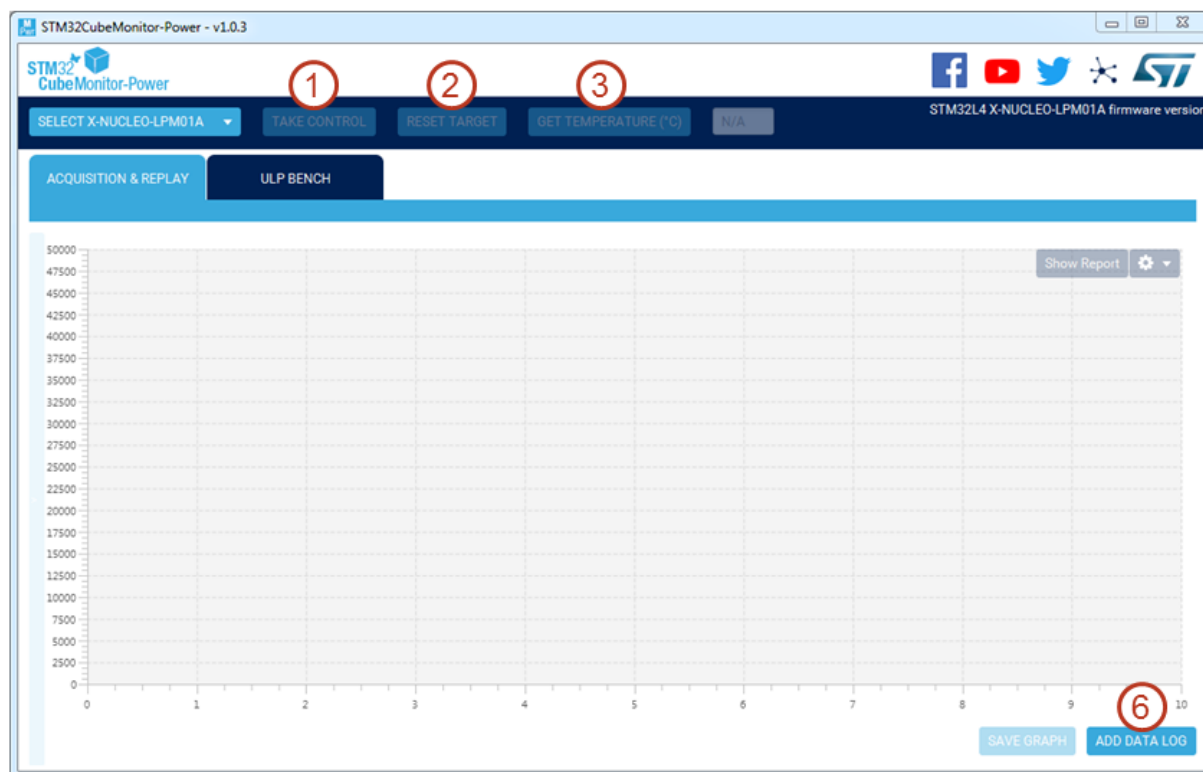 STM32CubeMonitor-Power - v1.0.3
STM32
CubeMonitor-Power
1
2
3
SELECT X-NUCLEO-LPM01A
TAKE CONTROL
RESET TARGET
GET TEMPERATURE (°C)
N/A
STM32L4 X-NUCLEO-LPM01A firmware version
ACQUISITION & REPLAY
ULP BENCH
Show Report
50000
47500
45000
42500
40000
37500
35000
32500
30000
27500
25000
22500
20000
17500
15000
12500
10000
7500
5000
2500
0
0 1 2 3 4 5 6 7 8 9 10
6
SAVE GRAPH
ADD DATA LOG